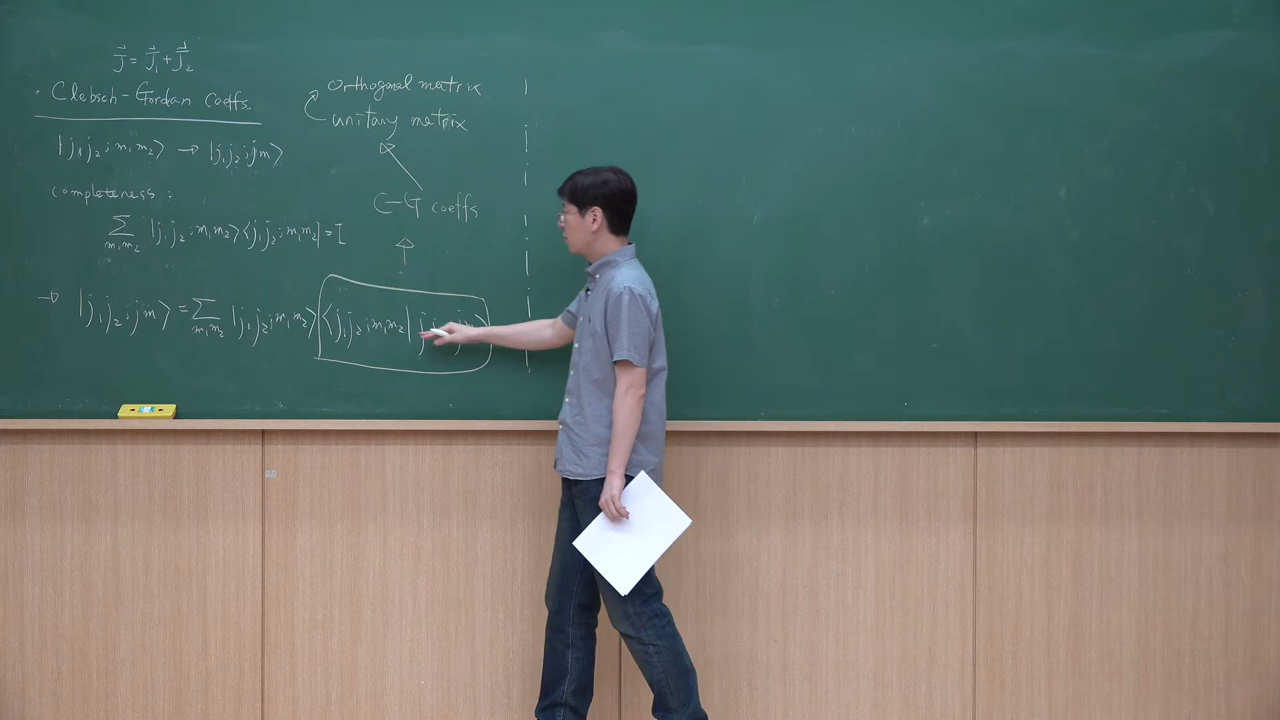 J⃗ = J⃗₁ + J⃗₂
· Clebsch-Gordan Coeffs
|j₁j₂;m₁m₂⟩ → |j₁j₂;jm⟩
completeness:
∑_{m₁m₂} |j₁j₂;m₁m₂⟩⟨j₁j₂;m₁m₂| = I
→ |j₁j₂;jm⟩ = ∑_{m₁m₂} |j₁j₂;m₁m₂⟩⟨j₁j₂;m₁m₂|
orthogonal matrix
unitary matrix
C-G coeffs